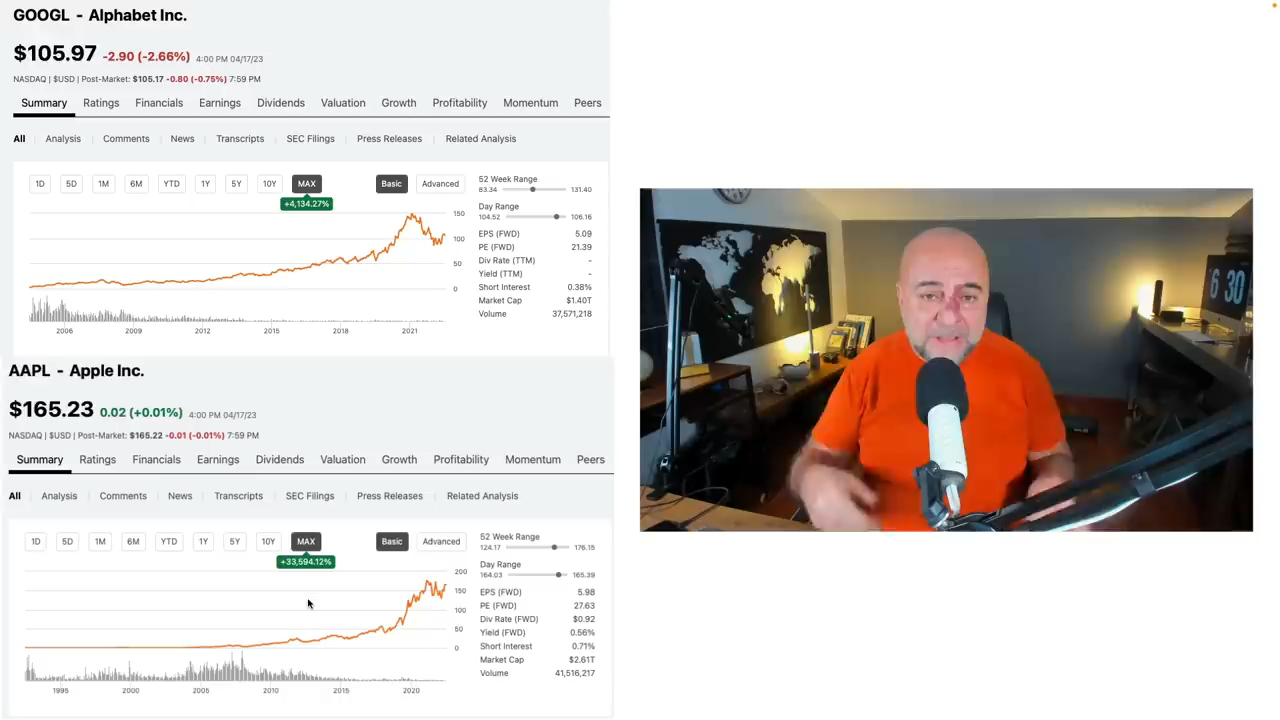 GOOGL - Alphabet Inc.
$105.97 -2.90 (-2.66%) 4:00 PM 04/17/23
NASDAQ | $USD | Post-Market: $105.17 -0.80 (-0.75%) 7:59 PM
Summary Ratings Financials Earnings Dividends Valuation Growth Profitability Momentum Peers
All Analysis Comments News Transcripts SEC Filings Press Releases Related Analysis
1D 5D 1M 6M YTD 1Y 5Y 10Y MAX Basic Advanced
+4,134.27%
150
100
50
0
2006 2009 2012 2015 2018 2021
52 Week Range
83.34 131.40
Day Range
104.52 106.16
EPS (FWD) 5.09
PE (FWD) 21.39
Div Rate (TTM) -
Yield (TTM) -
Short Interest 0.38%
Market Cap $1.40T
Volume 37,571,218
AAPL - Apple Inc.
$165.23 0.02 (+0.01%) 4:00 PM 04/17/23
NASDAQ | $USD | Post-Market: $165.22 -0.01 (-0.01%) 7:59 PM
Summary Ratings Financials Earnings Dividends Valuation Growth Profitability Momentum Peers
All Analysis Comments News Transcripts SEC Filings Press Releases Related Analysis
1D 5D 1M 6M YTD 1Y 5Y 10Y MAX Basic Advanced
+33,594.12%
200
150
100
50
0
1995 2000 2005 2010 2015 2020
52 Week Range
124.17 176.15
Day Range
164.03 165.39
EPS (FWD) 5.98
PE (FWD) 27.63
Div Rate (FWD) $0.92
Yield (FWD) 0.56%
Short Interest 0.71%
Market Cap $2.61T
Volume 41,516,217
6 30